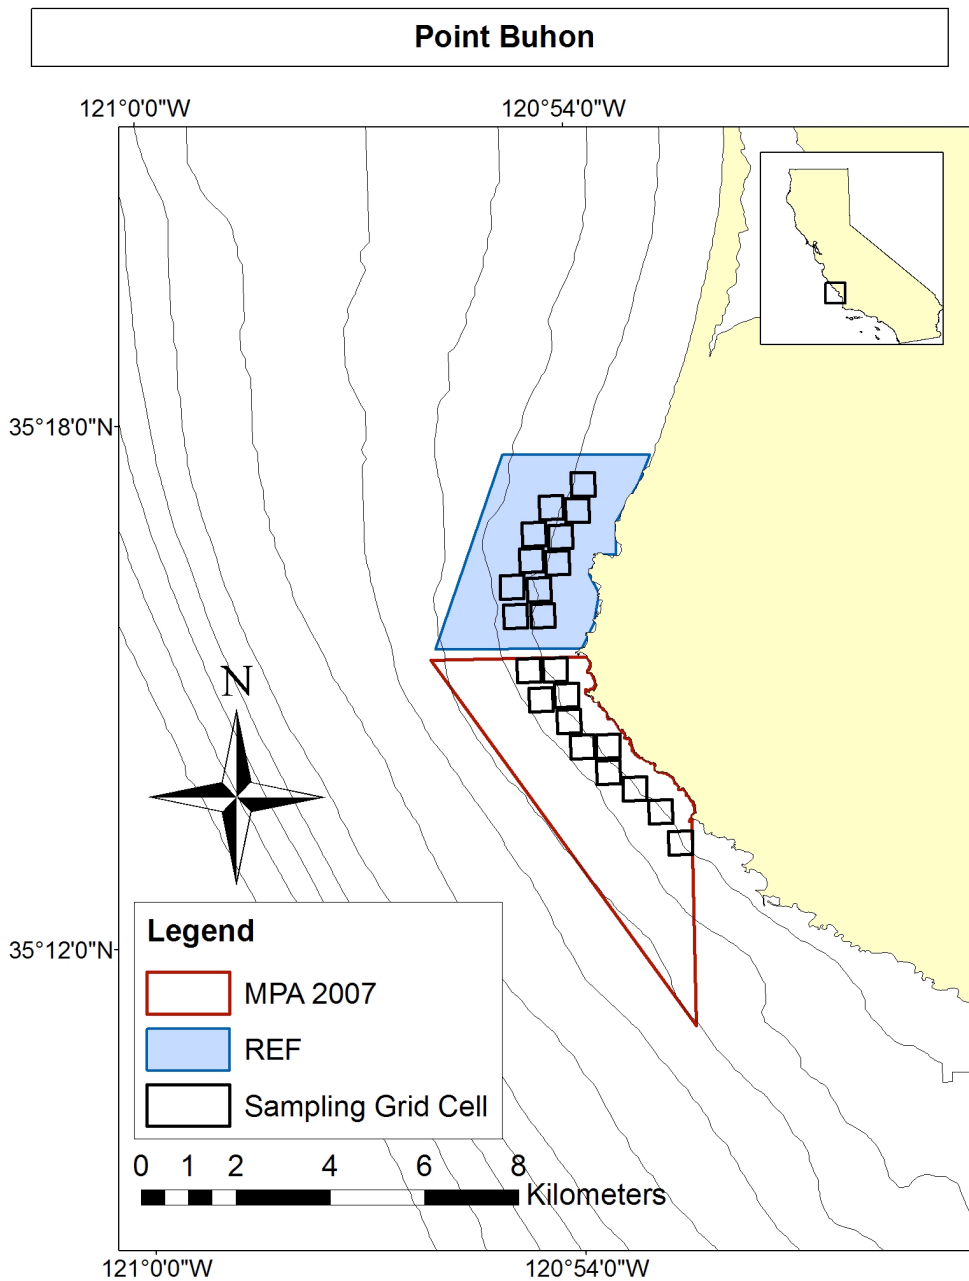 Point Buhon
121°0'0"W
120°54'0"W
35°18'0"N
N
35°12'0"N
Legend
MPA 2007
REF
Sampling Grid Cell
0 1 2 4 6 8
Kilometers
121°0'0"W
120°54'0"W